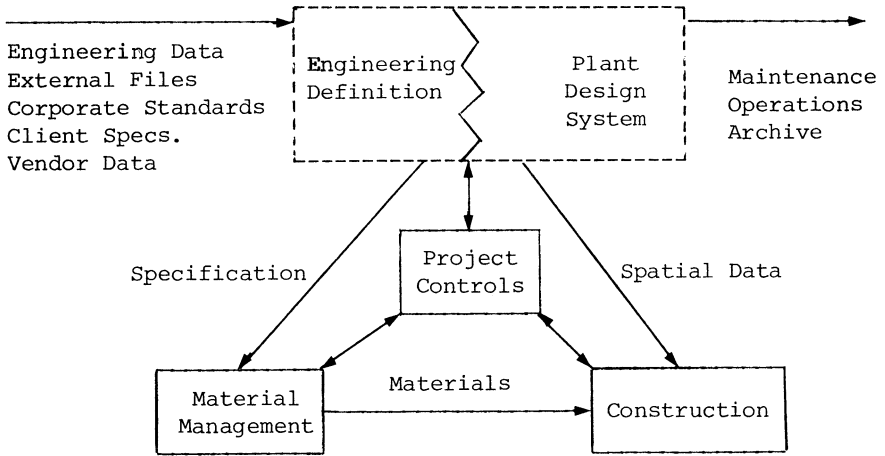 Engineering Data
External Files
Corporate Standards
Client Specs.
Vendor Data
Engineering
Definition
Plant
Design
System
Maintenance
Operations
Archive
Specification
Project
Controls
Spatial Data
Material
Management
Materials
Construction